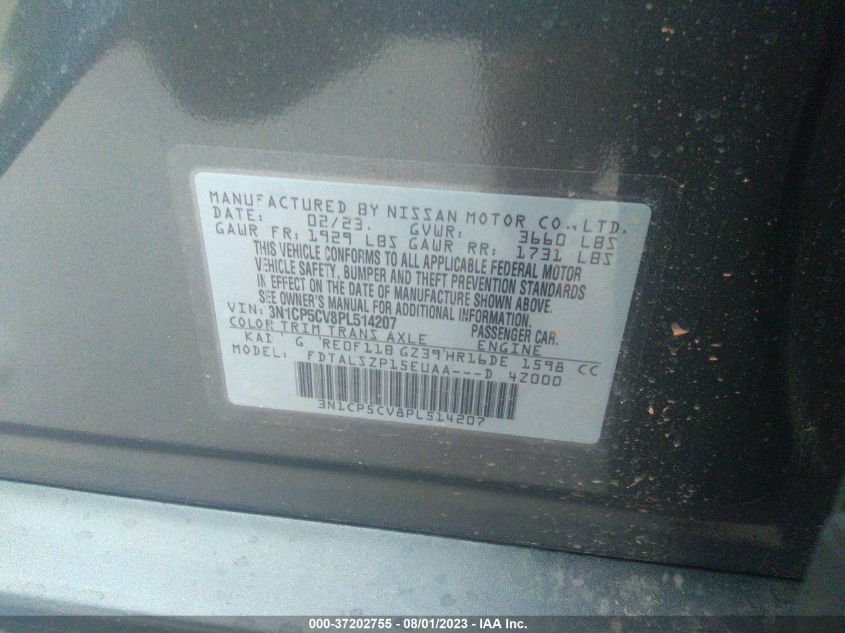 MANUFACTURED BY NISSAN MOTOR CO., LTD.
DATE: 02/23. GVWR: 3660 LBS
GAWR FR: 1929 LBS GAWR RR: 1731 LBS
THIS VEHICLE CONFORMS TO ALL APPLICABLE FEDERAL MOTOR
VEHICLE SAFETY, BUMPER AND THEFT PREVENTION STANDARDS
IN EFFECT ON THE DATE OF MANUFACTURE SHOWN ABOVE.
SEE OWNER'S MANUAL FOR ADDITIONAL INFORMATION.
VIN: 3N1CP5CV8PL514207 PASSENGER CAR.
COLOR TRIM TRANS AXLE ENGINE
KAD G RE0F11B GZ39 HR16DE 1598 CC
MODEL: FDTALSZP15EUAA---D 4Z000
3N1CP5CV8PL514207
000-37202755 - 08/01/2023 - IAA Inc.